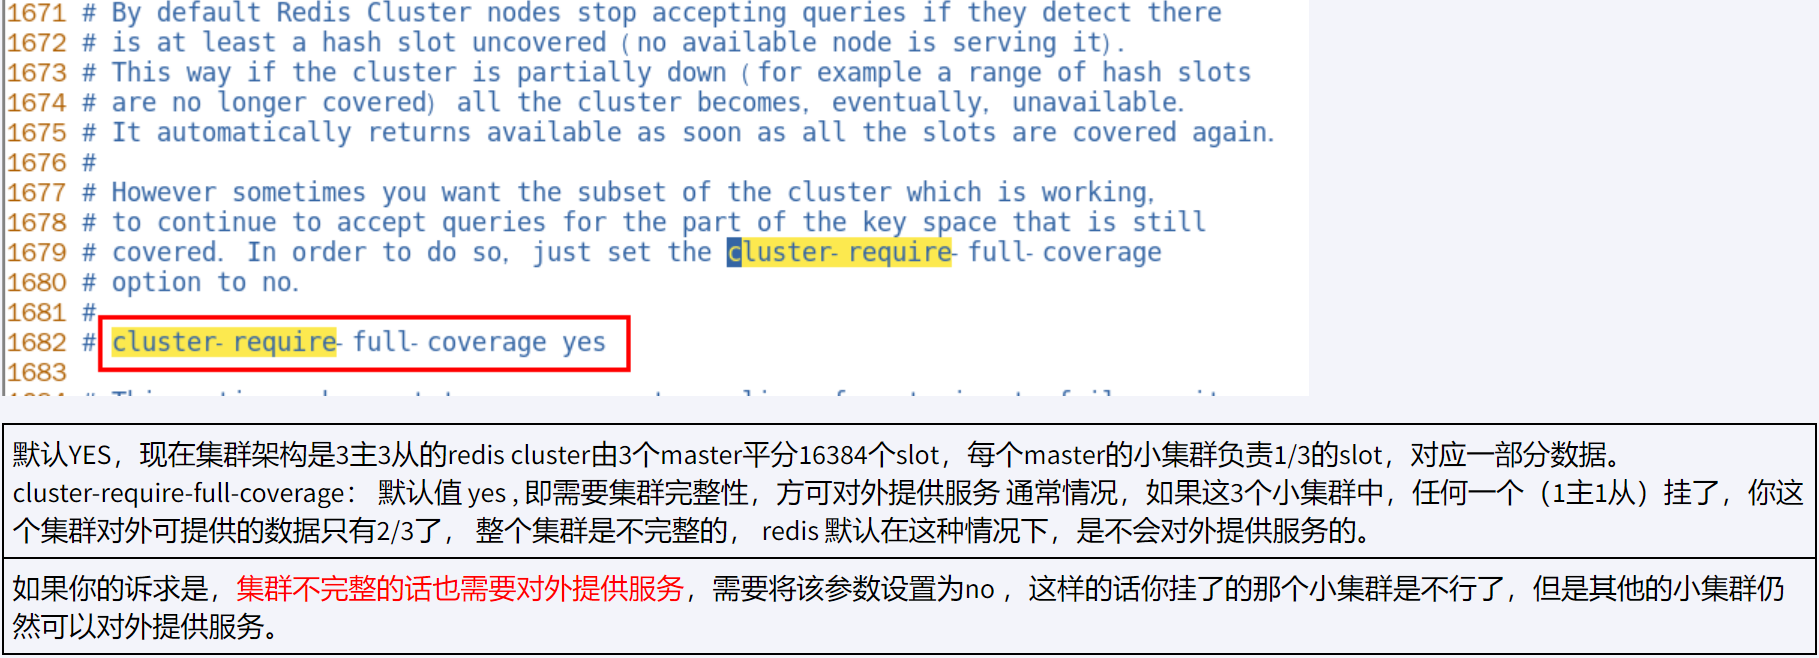 1671 # By default Redis Cluster nodes stop accepting queries if they detect there
1672 # is at least a hash slot uncovered (no available node is serving it).
1673 # This way if the cluster is partially down (for example a range of hash slots
1674 # are no longer covered) all the cluster becomes, eventually, unavailable.
1675 # It automatically returns available as soon as all the slots are covered again.
1676 #
1677 # However sometimes you want the subset of the cluster which is working,
1678 # to continue to accept queries for the part of the key space that is still
1679 # covered. In order to do so, just set the cluster-require-full-coverage
1680 # option to no.
1681 #
1682 # cluster-require-full-coverage yes
1683
默认YES，现在集群架构是3主3从的redis cluster由3个master平分16384个slot，每个master的小集群负责1/3的slot，对应一部分数据。
cluster-require-full-coverage： 默认值 yes , 即需要集群完整性，方可对外提供服务 通常情况，如果这3个小集群中，任何一个（1主1从）挂了，你这
个集群对外可提供的数据只有2/3了， 整个集群是不完整的， redis 默认在这种情况下，是不会对外提供服务的。
如果你的诉求是，集群不完整的话也需要对外提供服务，需要将该参数设置为no ，这样的话你挂了的那个小集群是不行了，但是其他的小集群仍
然可以对外提供服务。